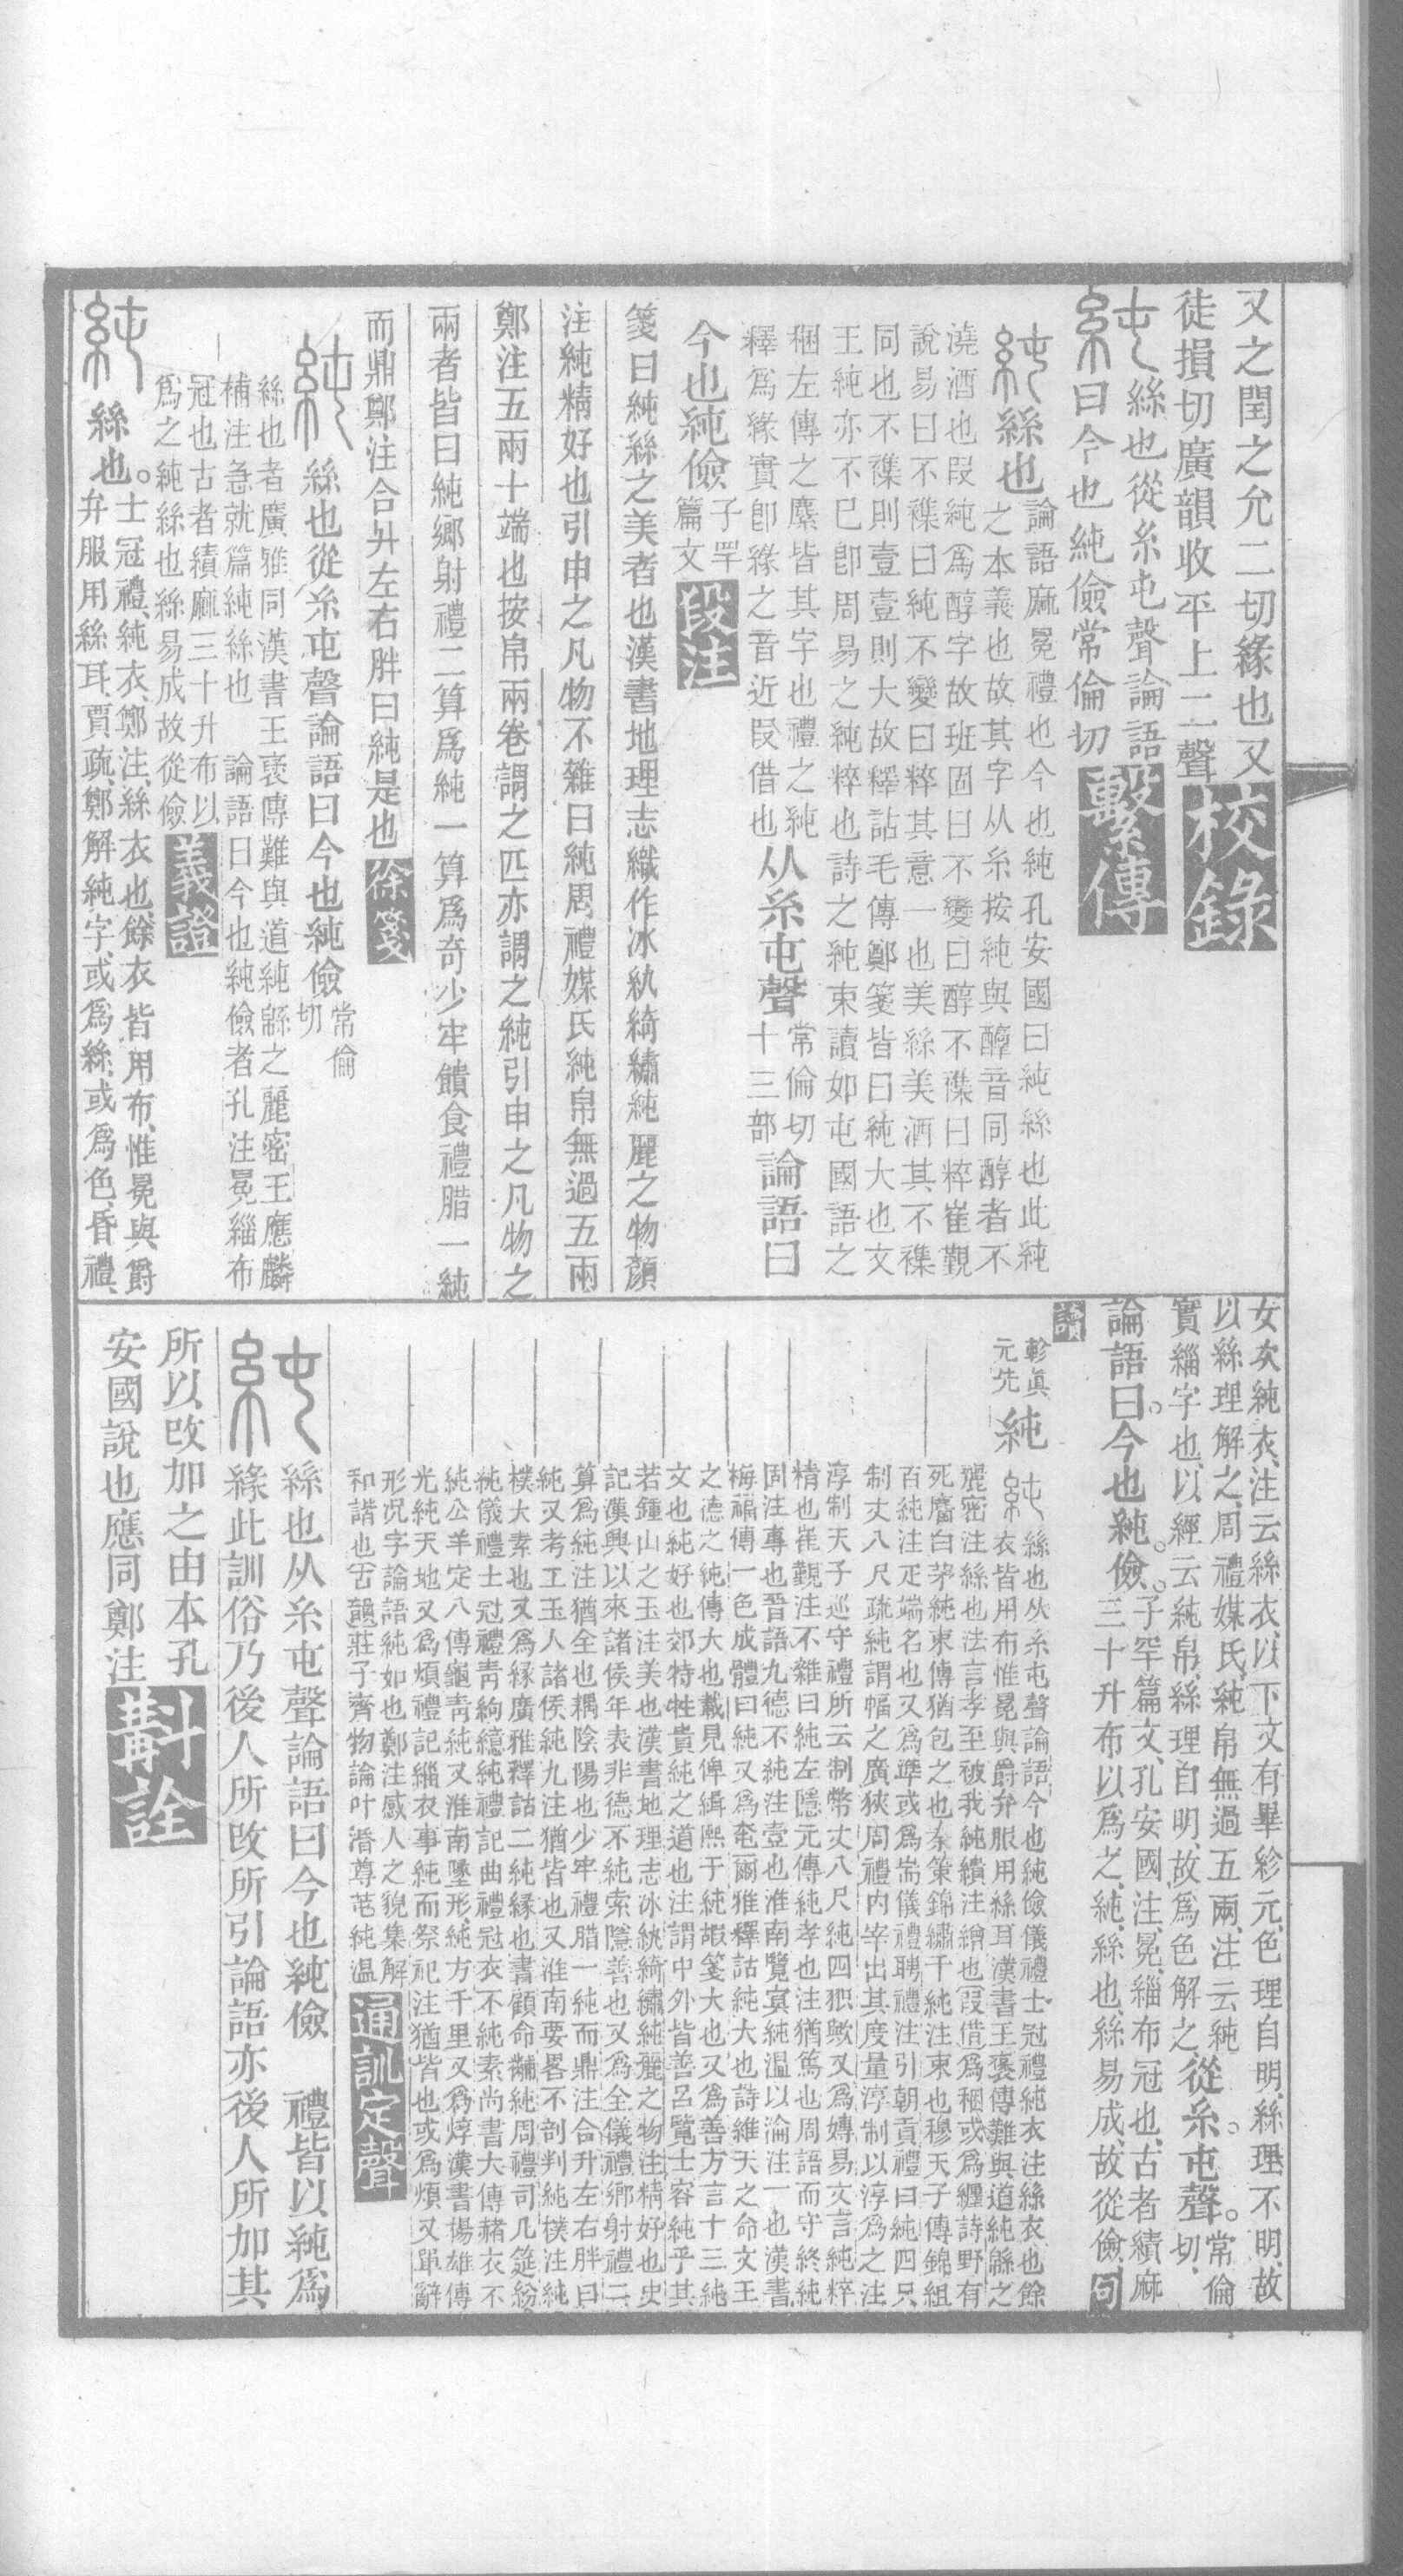 又之閏之允二切緣也又
徒損切廣韻收平上二聲校錄
純絲也從糸屯聲論語
曰今也純儉常倫切繫傳
純絲也
論語麻冕禮也今也純孔安國曰純絲也此純
之本義也故其字从糸按純與醇音同醇者不
澆酒也叚純爲醇字故班固曰不變曰醇不襍曰粹崔覲
說易曰不襍曰純不變曰粹其意一也美絲美酒其不襍
同也不襍則壹壹則大故釋詁毛傳鄭箋皆曰純大也文
王純亦不已卽周易之純粹也詩之純束讀如屯國語之
稇左傳之麇皆其字也禮之純
釋爲緣實卽緣之音近叚借也
从糸屯聲
常倫切
十三部
論語曰
今也純儉
子罕
篇文
段注
箋曰純絲之美者也漢書地理志織作冰紈綺繡純麗之物顏
注純精好也引申之凡物不雜曰純周禮媒氏純帛無過五兩
鄭注五兩十端也按帛兩卷謂之匹亦謂之純引申之凡物之
兩者皆曰純鄉射禮二算爲純一算爲奇少牢饋食禮腊一純
而鼎鄭注合升左右胖曰純是也徐箋
純絲也從糸屯聲論語曰今也純儉
常倫
切
絲也者廣雅同漢書王襃傳難與道純緜之麗密王應麟
補注急就篇純絲也 論語曰今也純儉者孔注冕緇布
冠也古者績麻三十升布以
爲之純絲也絲易成故從儉
義證
純絲也。
士冠禮、純衣、鄭注、絲衣也餘衣皆用布、惟冕與爵
弁服用絲耳、賈疏、鄭解純字或爲絲、或爲色、昏禮、
女次純衣、注云絲衣、以下文有畢袗元、色理自明、絲理不明、故
以絲理解之、周禮媒氏、純帛無過五兩、注云純
實緇字也、以經云純帛、絲理自明、故爲色解之、
從糸。屯聲。
常倫
切、
論語曰。今也純。儉。
子罕篇文、孔安國注、冕、緇布冠也、古者績麻
三十升布以爲之、純、絲也、絲易成、故從儉、
句
讀
軫眞
元先
純
純絲也从糸屯聲論語今也純儉儀禮士冠禮純衣注絲衣也餘
衣皆用布惟冕與爵弁服用絲耳漢書王褒傳難與道純緜之
麗密注絲也法言孝至被我純繢注繒也叚借爲稇或爲纏詩野有
死麕白茅純束傳猶包之也秦策錦繡千純注束也穆天子傳錦組
百純注疋端名也又爲準或爲耑儀禮聘禮注引朝貢禮曰純四只
制丈八尺疏純謂幅之廣狹周禮內宰出其度量淳制以淳爲之注
淳制天子巡守禮所云制幣丈八尺純四䏿歟又爲嫥易文言純粹
精也崔覲注不雜曰純左隱元傳純孝也注猶篤也周語而守終純
固注專也晉語九德不純注壹也淮南覽冥純溫以淪注一也漢書
梅福傳一色成體曰純又爲奄爾雅釋詁純大也詩維天之命文王
之德之純傳大也載見俾緝熙于純嘏箋大也又爲善方言十三純
文也純好也郊特牲貴純之道也注謂中外皆善呂覽士容純乎其
若鍾山之玉注美也漢書地理志冰紈綺繡純麗之物注精好也史
記漢興以來諸侯年表非德不純索隱善也又爲全儀禮鄉射禮二
算爲純注猶全也耦陰陽也少牢禮腊一純而鼎注合升左右胖曰
純又考工玉人諸侯純九注猶皆也又淮南要畧不剖判純樸注純
樸大素也又爲緣廣雅釋詁二純緣也書顧命黼純周禮司几筵紛
純儀禮士冠禮靑絇繶純禮記曲禮冠衣不純素尚書大傳赭衣不
純公羊定八傳龜靑純又淮南墬形純方千里又爲焞漢書楊雄傳
光純天地又爲煩禮記緇衣事純而祭祀注猶皆也或爲煩又單辭
形况字論語純如也鄭注感人之貌集解
和諧也古韻莊子齊物論叶湣尊芚純溫
通訓定聲
純絲也从糸屯聲論語曰今也純儉 禮皆以純爲
緣此訓俗乃後人所改所引論語亦後人所加其
所以改加之由本孔
安國說也應同鄭注斠詮